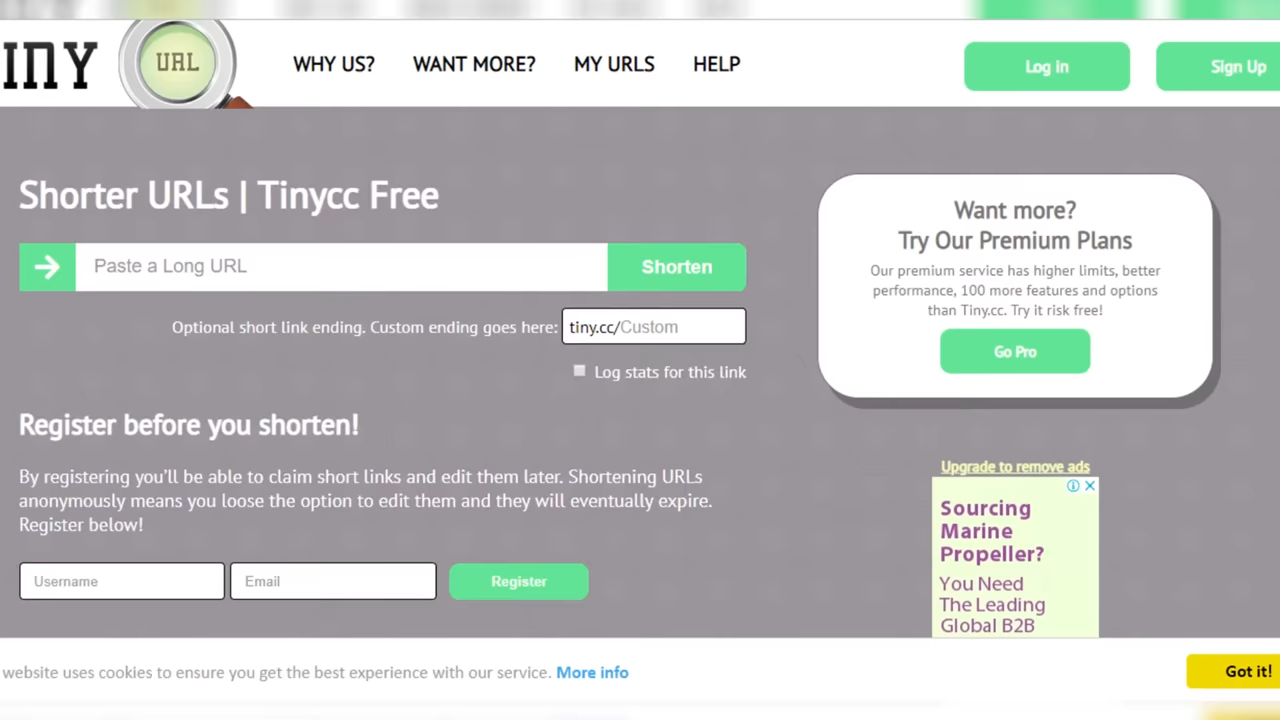 INY
URL
WHY US?
WANT MORE?
MY URLS
HELP
Log in
Sign Up
Shorter URLs | Tinycc Free
Paste a Long URL
Shorten
Optional short link ending. Custom ending goes here:
tiny.cc/Custom
Log stats for this link
Register before you shorten!
By registering you'll be able to claim short links and edit them later. Shortening URLs
anonymously means you loose the option to edit them and they will eventually expire.
Register below!
Username
Email
Register
Want more?
Try Our Premium Plans
Our premium service has higher limits, better
performance, 100 more features and options
than Tiny.cc. Try it risk free!
Go Pro
Upgrade to remove ads
Sourcing
Marine
Propeller?
You Need
The Leading
Global B2B
website uses cookies to ensure you get the best experience with our service. More info
Got it!